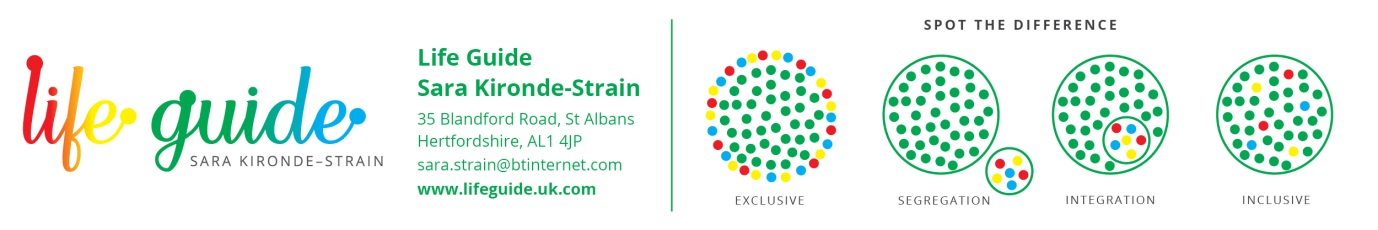 life guide
SARA KIRONDE–STRAIN
Life Guide
Sara Kironde-Strain
35 Blandford Road, St Albans
Hertfordshire, AL1 4JP
sara.strain@btinternet.com
www.lifeguide.uk.com
SPOT THE DIFFERENCE
EXCLUSIVE
SEGREGATION
INTEGRATION
INCLUSIVE